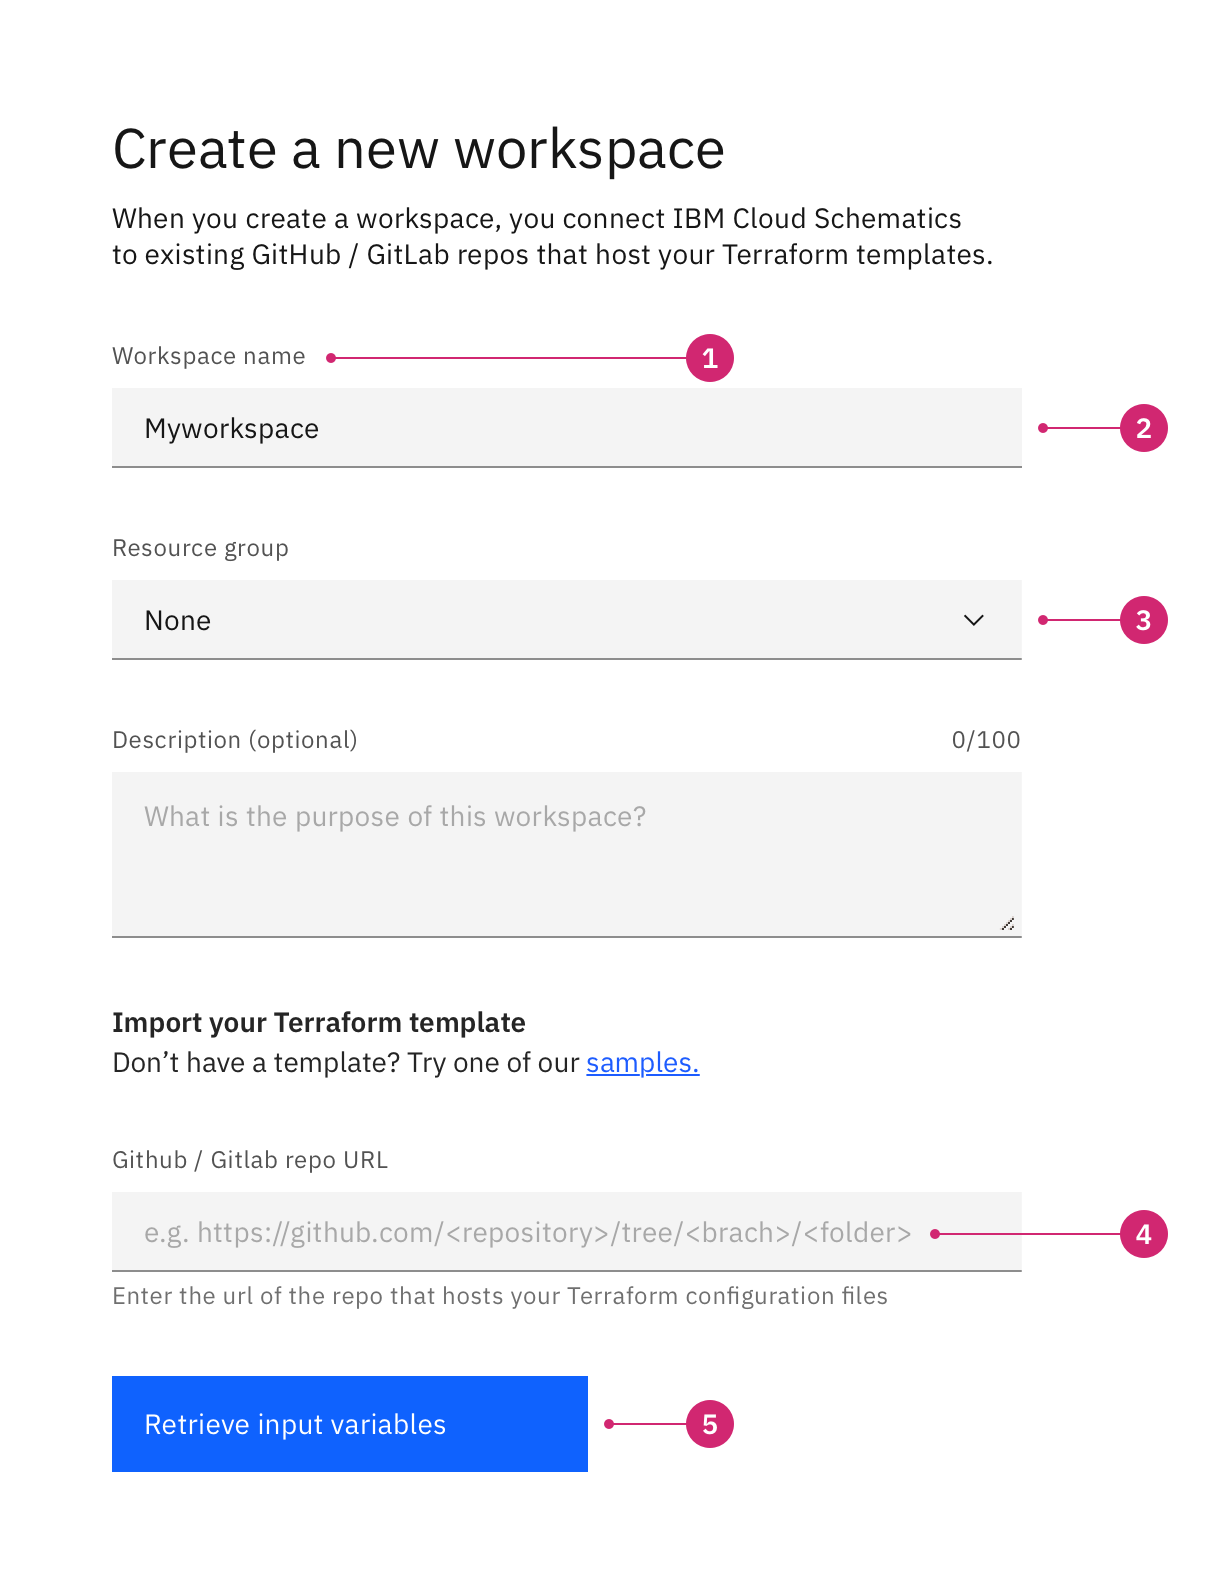 Create a new workspace
When you create a workspace, you connect IBM Cloud Schematics
to existing GitHub / GitLab repos that host your Terraform templates.
Workspace name
1
Myworkspace
2
Resource group
None
3
Description (optional) 0/100
What is the purpose of this workspace?
Import your Terraform template
Don’t have a template? Try one of our samples.
Github / Gitlab repo URL
e.g. https://github.com/<repository>/tree/<brach>/<folder>
4
Enter the url of the repo that hosts your Terraform configuration files
Retrieve input variables
5